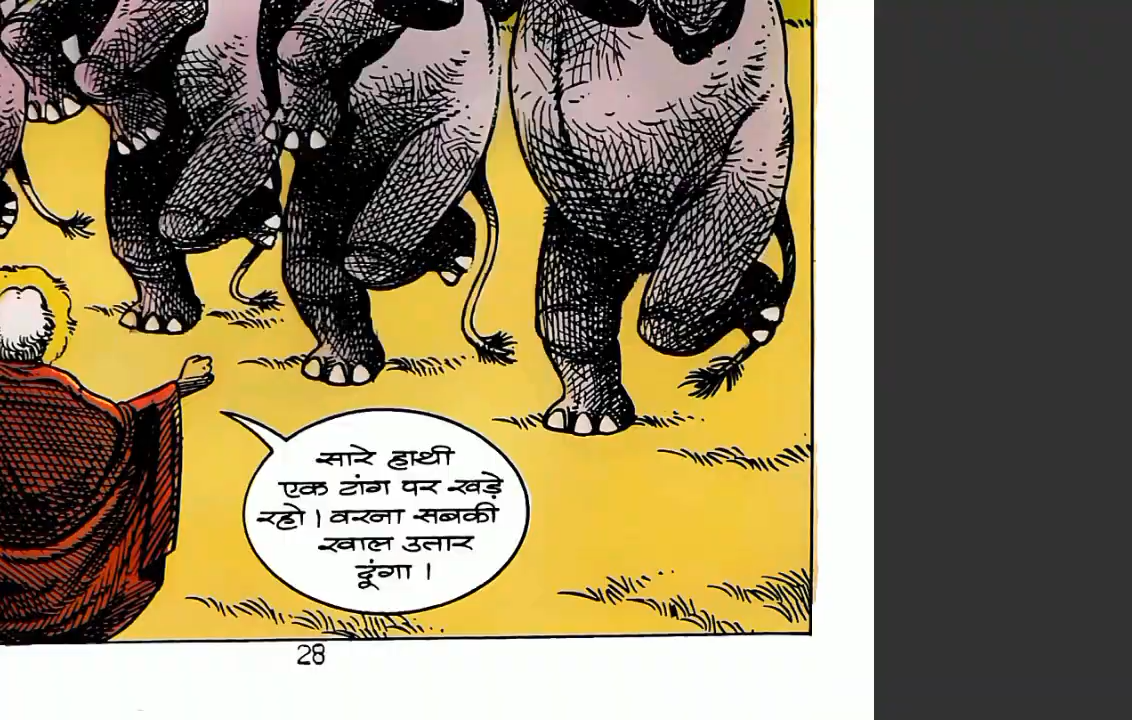 सारे हाथी
एक टांग पर खड़े
रहो। वरना सबकी
खाल उतार
दूंगा।
28